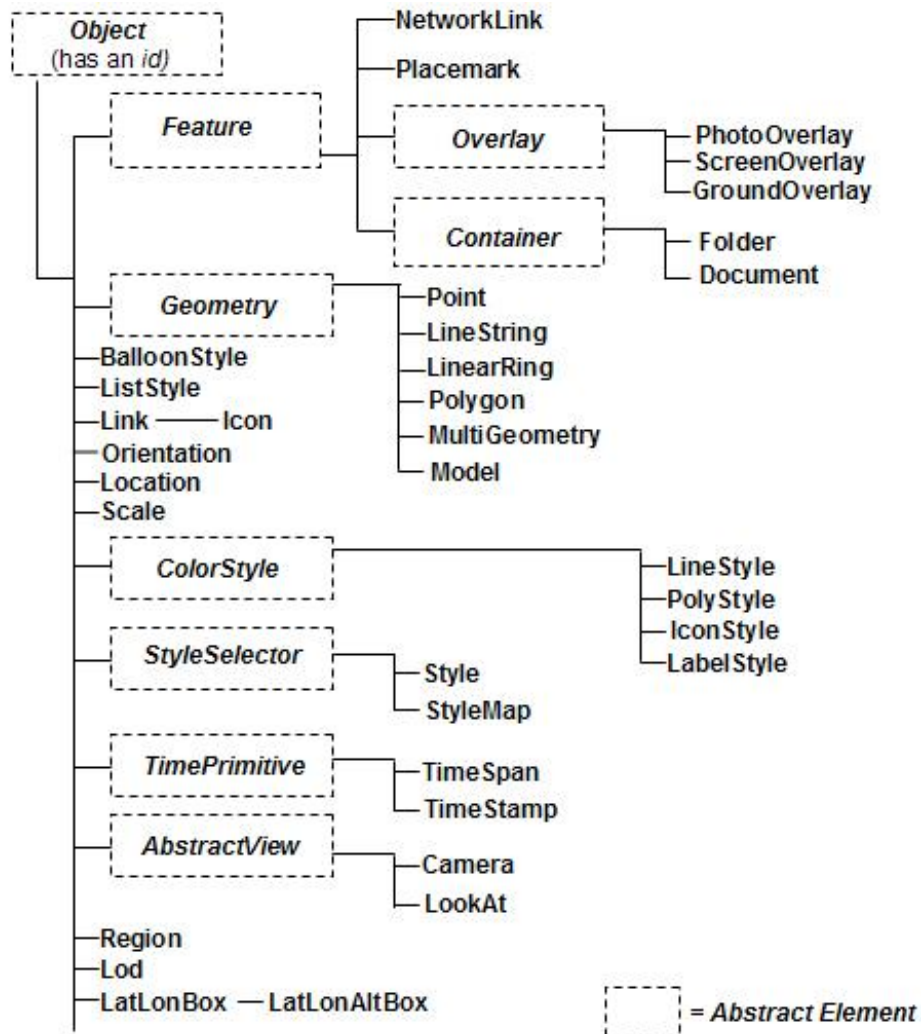 Object
(has an id)
NetworkLink
Placemark
Feature
Overlay
PhotoOverlay
ScreenOverlay
GroundOverlay
Container
Folder
Document
Geometry
Point
LineString
LinearRing
Polygon
MultiGeometry
Model
BalloonStyle
ListStyle
Link
Icon
Orientation
Location
Scale
ColorStyle
LineStyle
PolyStyle
IconStyle
LabelStyle
StyleSelector
Style
StyleMap
TimePrimitive
TimeSpan
TimeStamp
AbstractView
Camera
LookAt
Region
Lod
LatLonBox
LatLonAltBox
= Abstract Element